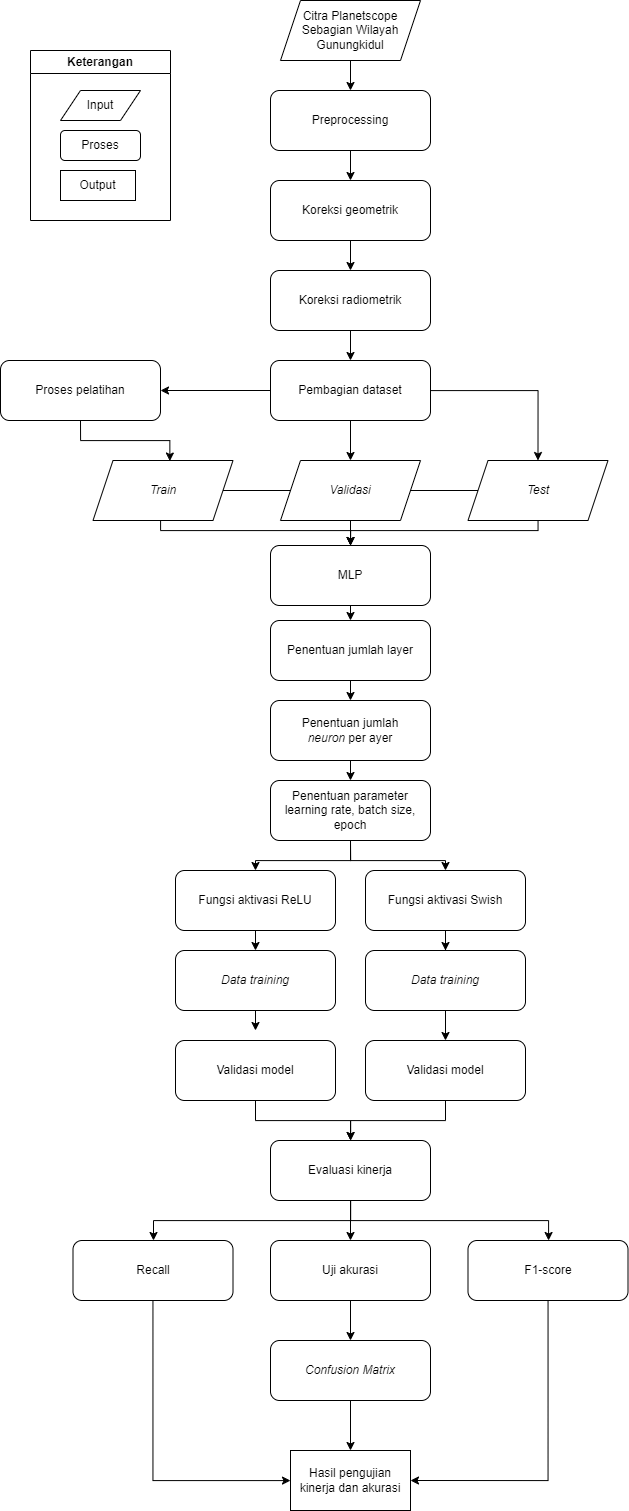 Citra Planetscope
Sebagian Wilayah
Gunungkidul
Keterangan
Input
Proses
Output
Preprocessing
Koreksi geometrik
Koreksi radiometrik
Proses pelatihan
Pembagian dataset
Train
Validasi
Test
MLP
Penentuan jumlah layer
Penentuan jumlah
neuron per ayer
Penentuan parameter
learning rate, batch size,
epoch
Fungsi aktivasi ReLU
Fungsi aktivasi Swish
Data training
Data training
Validasi model
Validasi model
Evaluasi kinerja
Recall
Uji akurasi
F1-score
Confusion Matrix
Hasil pengujian
kinerja dan akurasi